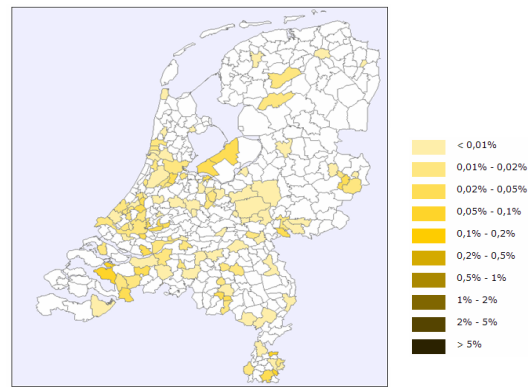 < 0,01%
0,01% - 0,02%
0,02% - 0,05%
0,05% - 0,1%
0,1% - 0,2%
0,2% - 0,5%
0,5% - 1%
1% - 2%
2% - 5%
> 5%